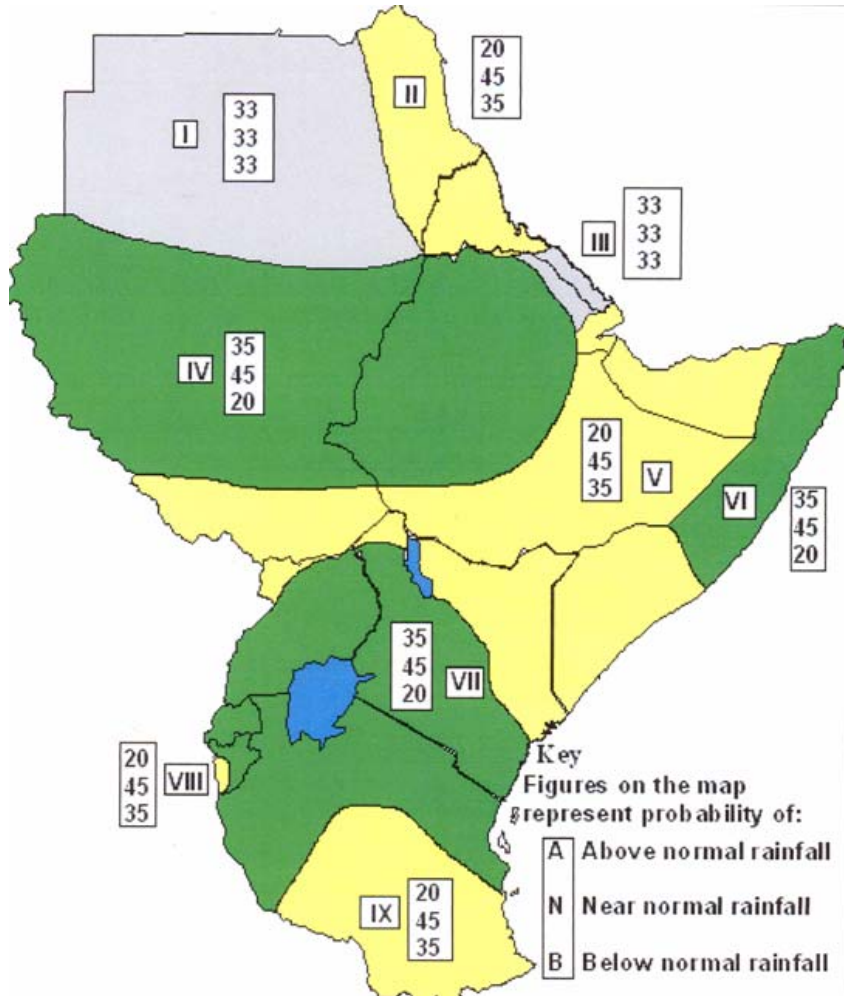 20
45
35
II
33
33
33
I
33
33
33
III
35
45
20
IV
20
45
35
V
VI
35
45
20
35
45
20
VII
20
45
35
VIII
Key
Figures on the map
represent probability of:
A Above normal rainfall
N Near normal rainfall
B Below normal rainfall
20
45
35
IX